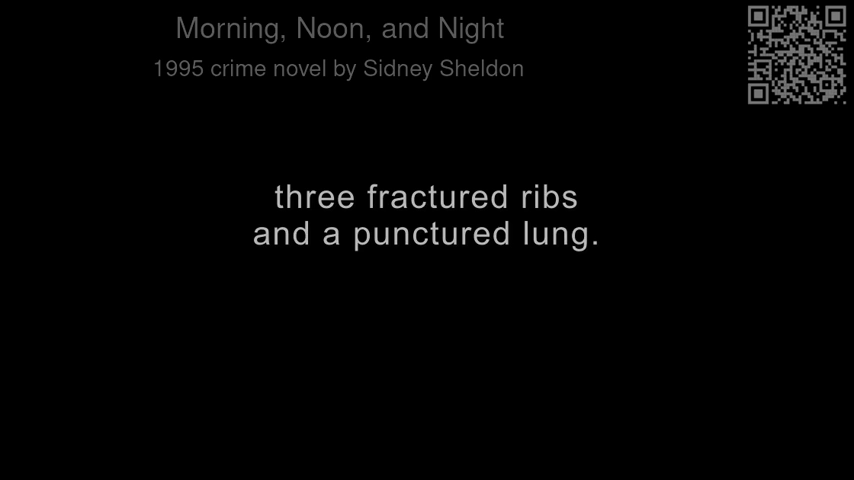 Morning, Noon, and Night
1995 crime novel by Sidney Sheldon
three fractured ribs
and a punctured lung.